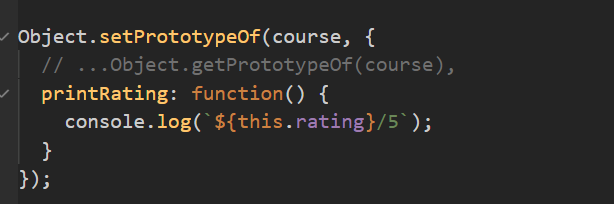 Object.setPrototypeOf(course, {
  // ...Object.getPrototypeOf(course),
  printRating: function() {
    console.log(`${this.rating}/5`);
  }
});